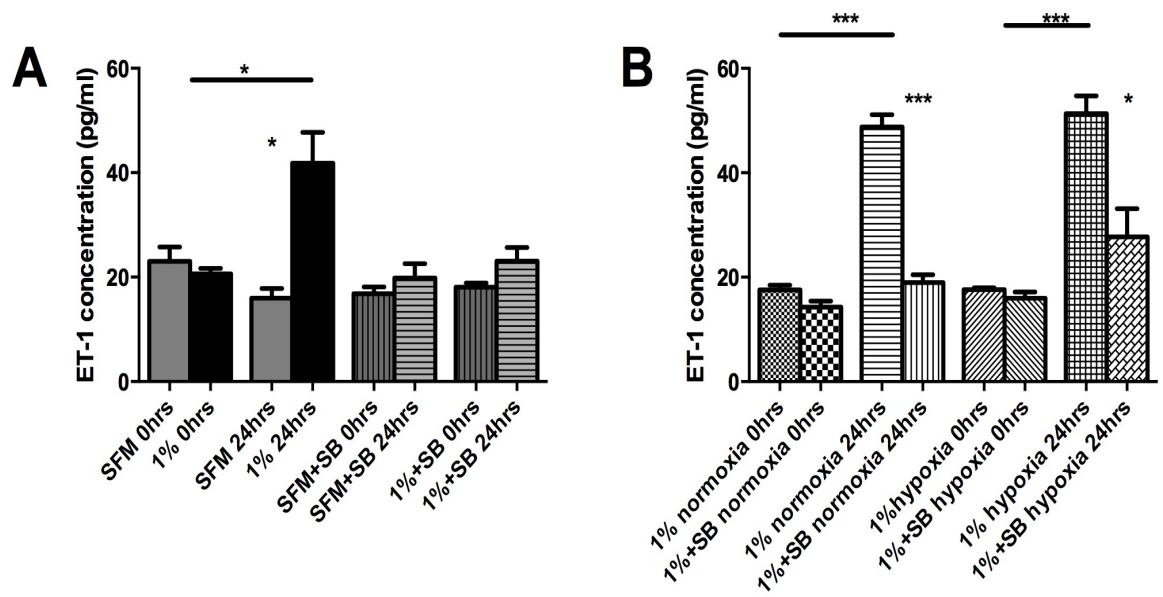 A
ET-1 concentration (pg/ml)
60
40
20
0
*
*
SFM 0hrs
1% 0hrs
SFM 24hrs
1% 24hrs
SFM+SB 0hrs
SFM+SB 24hrs
1%+SB 0hrs
1%+SB 24hrs
B
ET-1 concentration (pg/ml)
60
40
20
0
***
***
***
*
1% normoxia 0hrs
1%+SB normoxia 0hrs
1% normoxia 24hrs
1%+SB normoxia 24hrs
1%hypoxia 0hrs
1%+SB hypoxia 0hrs
1% hypoxia 24hrs
1%+SB hypoxia 24hrs